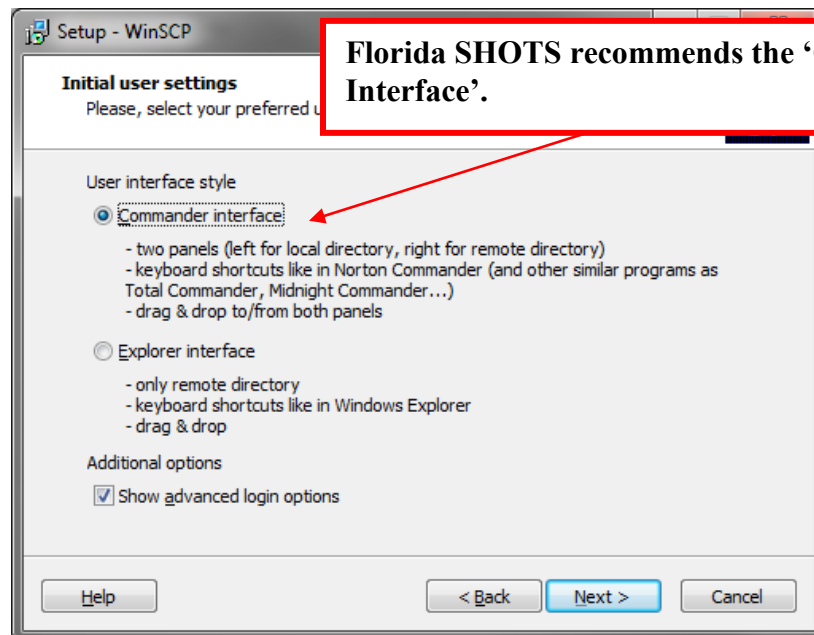 Setup - WinSCP
Florida SHOTS recommends the ‘
Interface’.
Initial user settings
Please, select your preferred
User interface style
Commander interface
- two panels (left for local directory, right for remote directory)
- keyboard shortcuts like in Norton Commander (and other similar programs as
Total Commander, Midnight Commander...)
- drag & drop to/from both panels
Explorer interface
- only remote directory
- keyboard shortcuts like in Windows Explorer
- drag & drop
Additional options
Show advanced login options
Help
< Back
Next >
Cancel